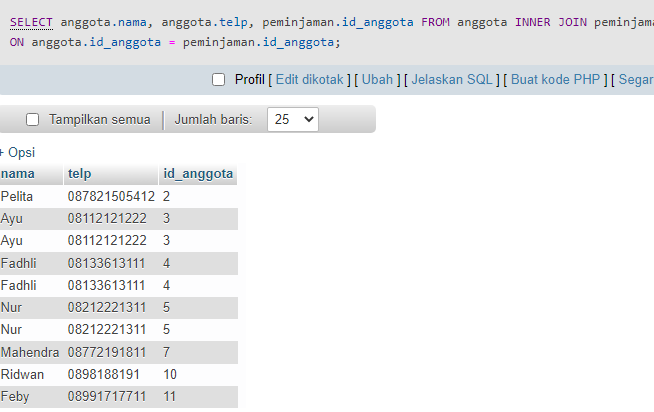 SELECT anggota.nama, anggota.telp, peminjaman.id_anggota FROM anggota INNER JOIN peminjama
ON anggota.id_anggota = peminjaman.id_anggota;
Profil [ Edit dikotak ] [ Ubah ] [ Jelaskan SQL ] [ Buat kode PHP ] [ Segar
Tampilkan semua | Jumlah baris: 25
+ Opsi
nama telp id_anggota
Pelita 087821505412 2
Ayu 08112121222 3
Ayu 08112121222 3
Fadhli 08133613111 4
Fadhli 08133613111 4
Nur 08212221311 5
Nur 08212221311 5
Mahendra 08772191811 7
Ridwan 0898188191 10
Feby 08991717711 11